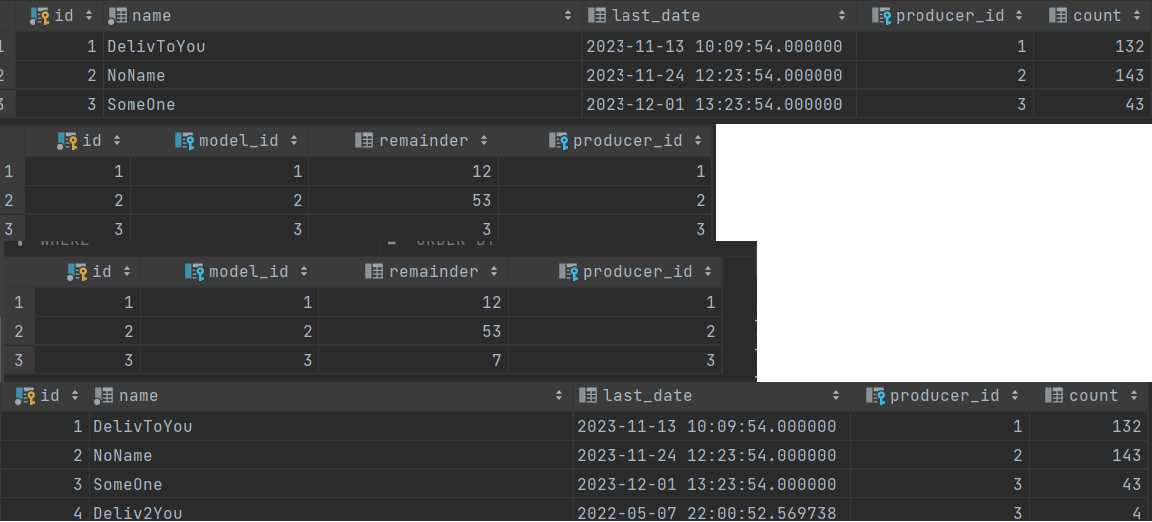 id name last_date producer_id count
1 1 DelivToYou 2023-11-13 10:09:54.000000 1 132
2 2 NoName 2023-11-24 12:23:54.000000 2 143
3 3 SomeOne 2023-12-01 13:23:54.000000 3 43
id model_id remainder producer_id
1 1 1 12 1
2 2 2 53 2
3 3 3 3 3
WHERE ORDER BY
id model_id remainder producer_id
1 1 1 12 1
2 2 2 53 2
3 3 3 7 3
id name last_date producer_id count
1 DelivToYou 2023-11-13 10:09:54.000000 1 132
2 NoName 2023-11-24 12:23:54.000000 2 143
3 SomeOne 2023-12-01 13:23:54.000000 3 43
4 Deliv2You 2022-05-07 22:00:52.569738 3 4